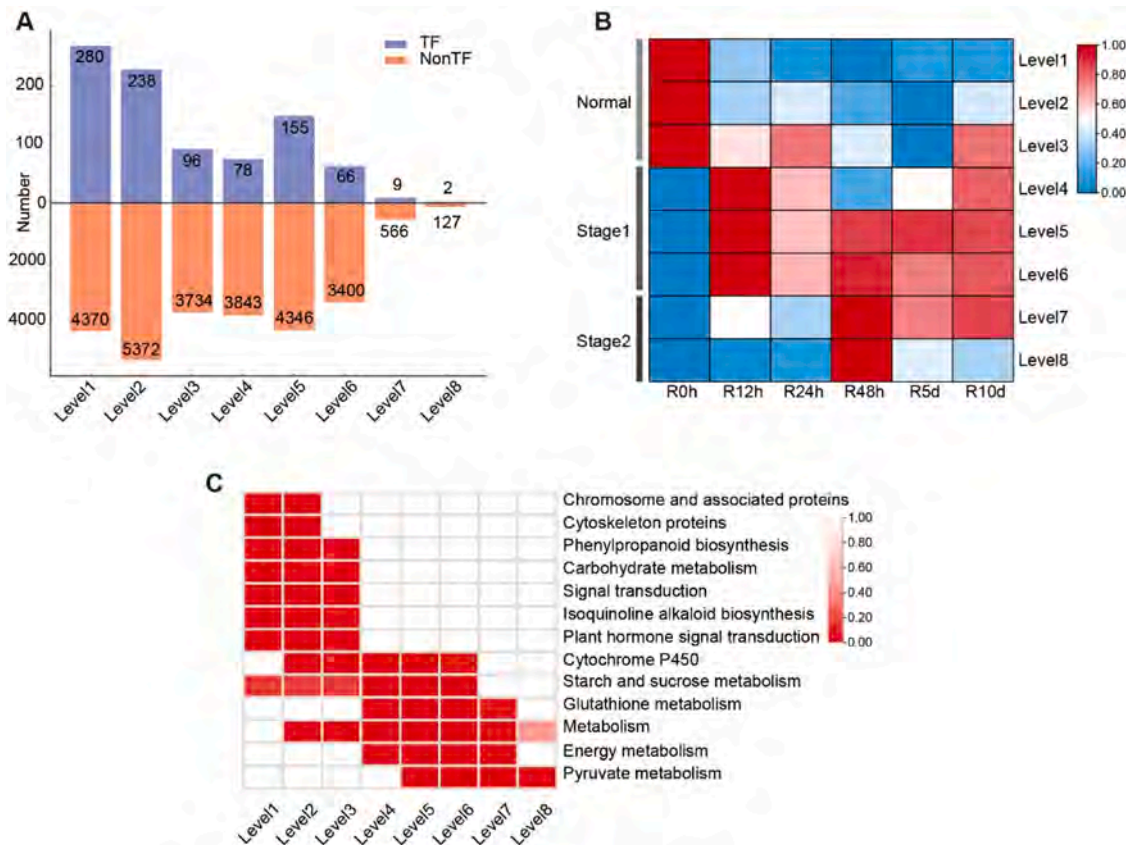 A
TF
NonTF
Number
200
100
0
2000
4000
280
238
96
78
155
66
9
2
4370
5372
3734
3843
4346
3400
566
127
Level1
Level2
Level3
Level4
Level5
Level6
Level7
Level8
B
Normal
Stage1
Stage2
Level1
Level2
Level3
Level4
Level5
Level6
Level7
Level8
R0h
R12h
R24h
R48h
R5d
R10d
1.00
0.80
0.60
0.40
0.20
0.00
C
Chromosome and associated proteins
Cytoskeleton proteins
Phenylpropanoid biosynthesis
Carbohydrate metabolism
Signal transduction
Isoquinoline alkaloid biosynthesis
Plant hormone signal transduction
Cytochrome P450
Starch and sucrose metabolism
Glutathione metabolism
Metabolism
Energy metabolism
Pyruvate metabolism
1.00
0.80
0.60
0.40
0.20
0.00
Level1
Level2
Level3
Level4
Level5
Level6
Level7
Level8